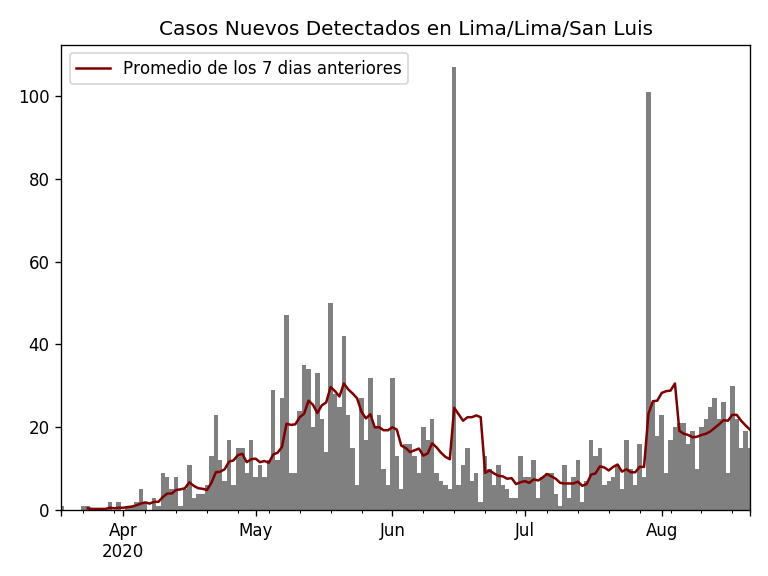 Casos Nuevos Detectados en Lima/Lima/San Luis
Promedio de los 7 dias anteriores
100
80
60
40
20
0
Apr
2020
May
Jun
Jul
Aug